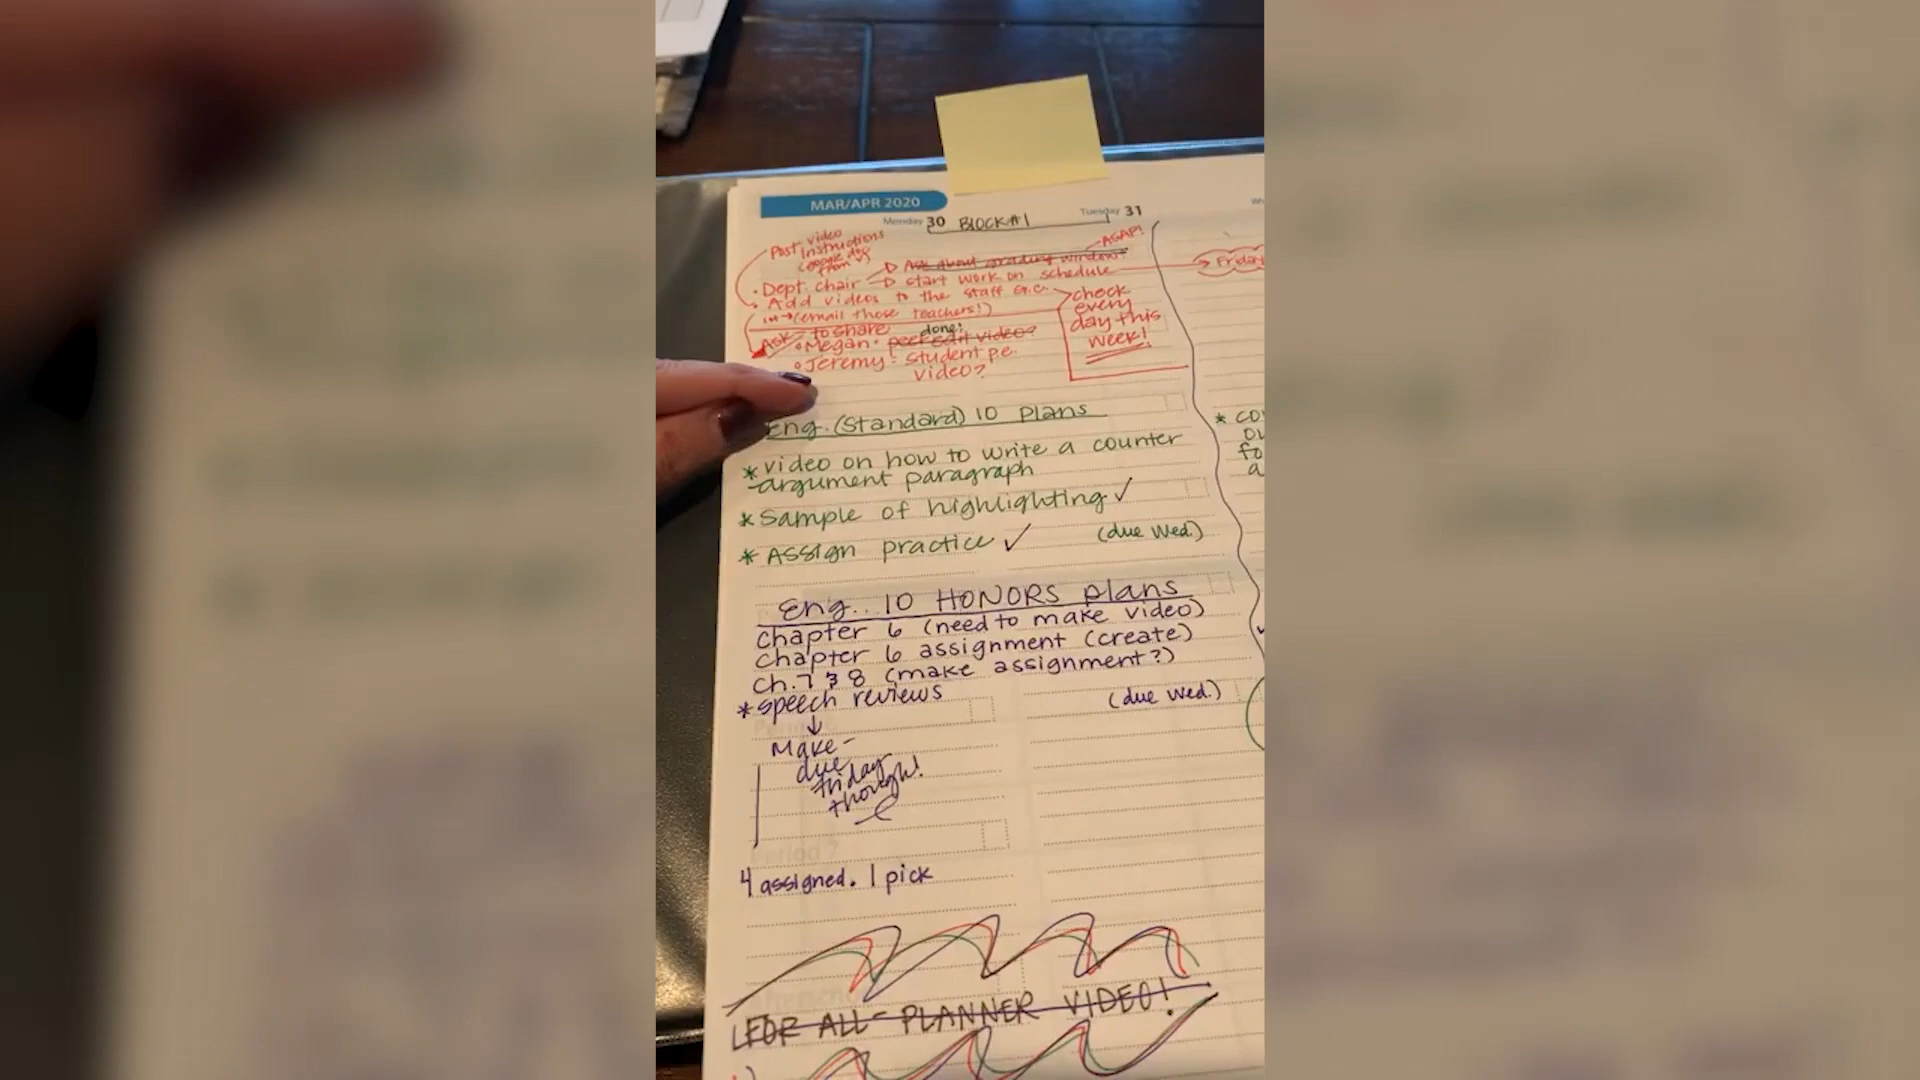 MAR/APR 2020
Monday 30 BLOCK #1 Tuesday 31
Post video
instructions
ASAP!
Ask about grading window?
Friday
• Dept. chair → start work on schedule
• Add videos to the staff
(email those teachers!)
check
every
day this
week!
Ask to share
done!
• Megan - peer edit video?
• Jeremy - student p.e.
video?
Eng. (Standard) 10 plans
* video on how to write a counter
-argument paragraph
* Sample of highlighting ✓
* Assign practice ✓ (due Wed.)
Eng.. 10 HONORS plans
Chapter 6 (need to make video)
Chapter 6 assignment (create)
Ch. 7 & 8 (make assignment?)
* speech reviews (due Wed.)
↓
Make -
due
friday
though!
4 assigned. 1 pick
FOR ALL - PLANNER VIDEO!